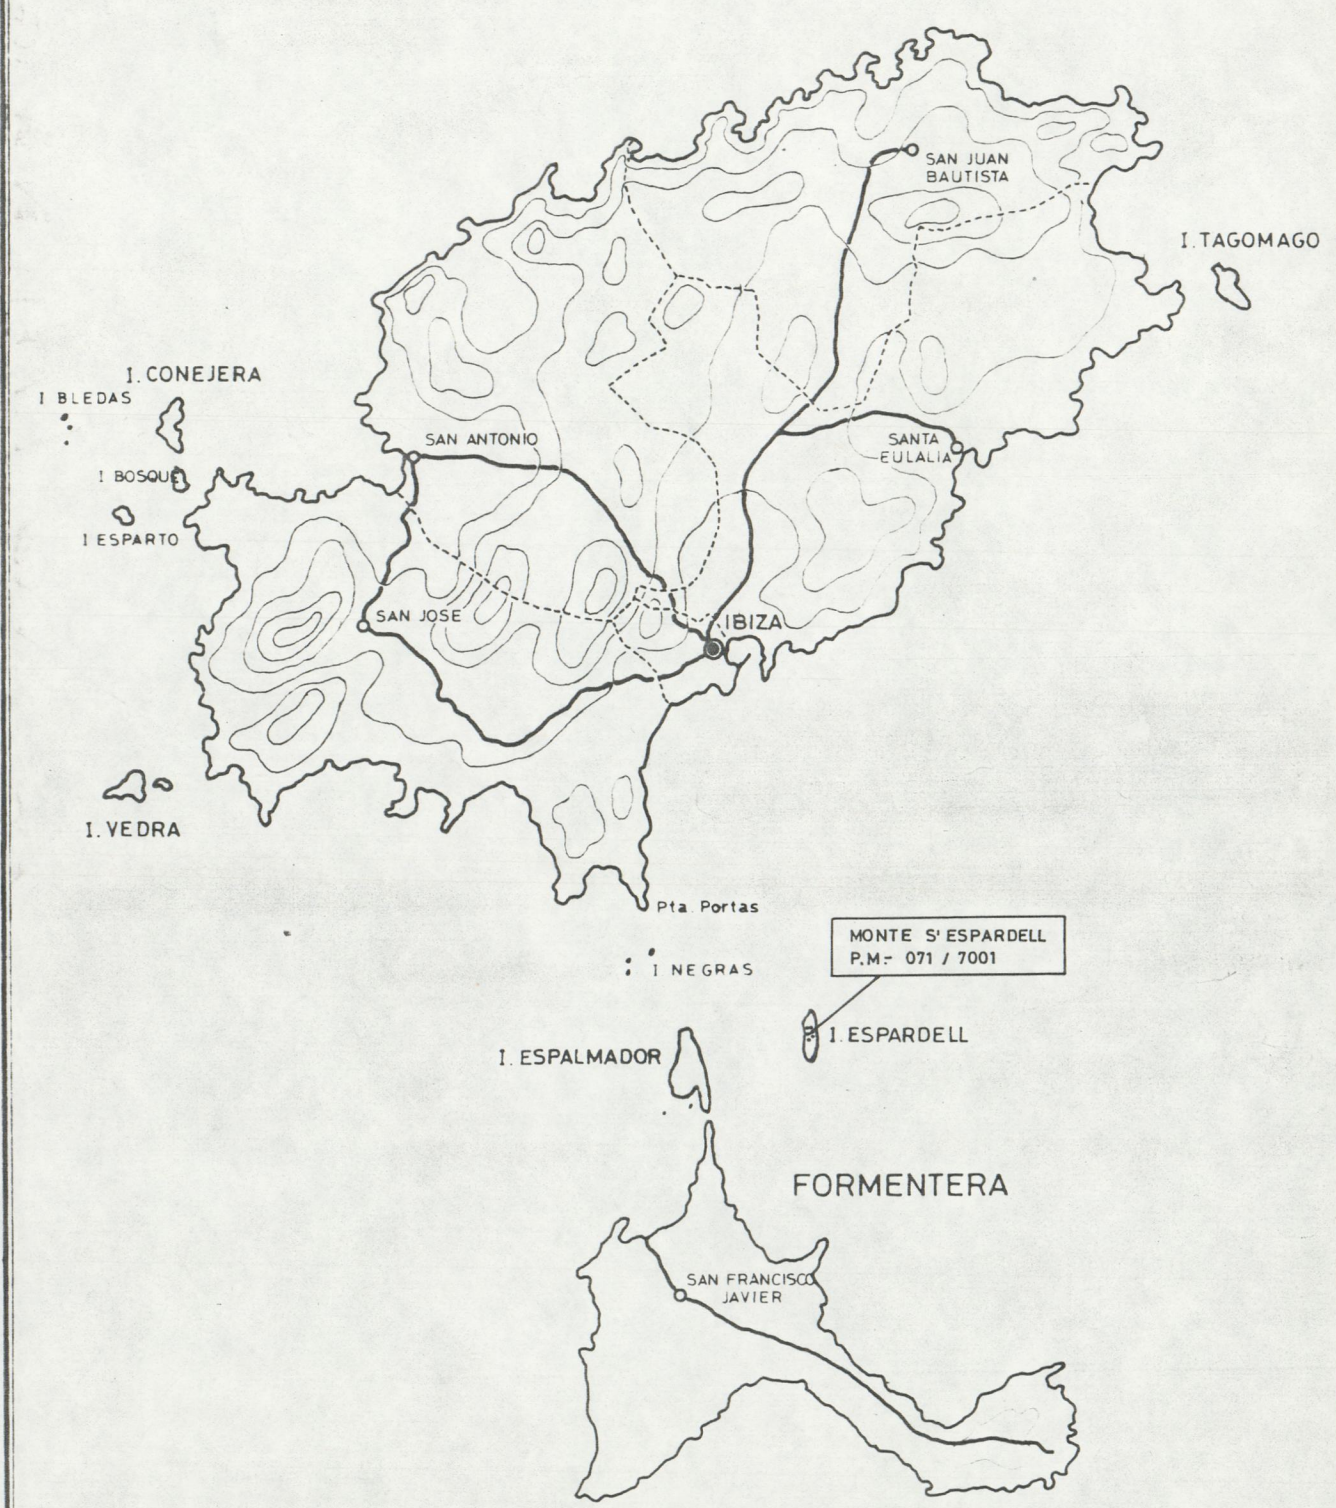 SAN JUAN
BAUTISTA
I. TAGOMAGO
I. CONEJERA
I BLEDAS
SAN ANTONIO
SANTA
EULALIA
I BOSQUE
I ESPARTO
SAN JOSE
IBIZA
I. VEDRA
Pta. Portas
MONTE S' ESPARDELL
P.M.- 071 / 7001
I NEGRAS
I. ESPARDELL
I. ESPALMADOR
FORMENTERA
SAN FRANCISCO
JAVIER